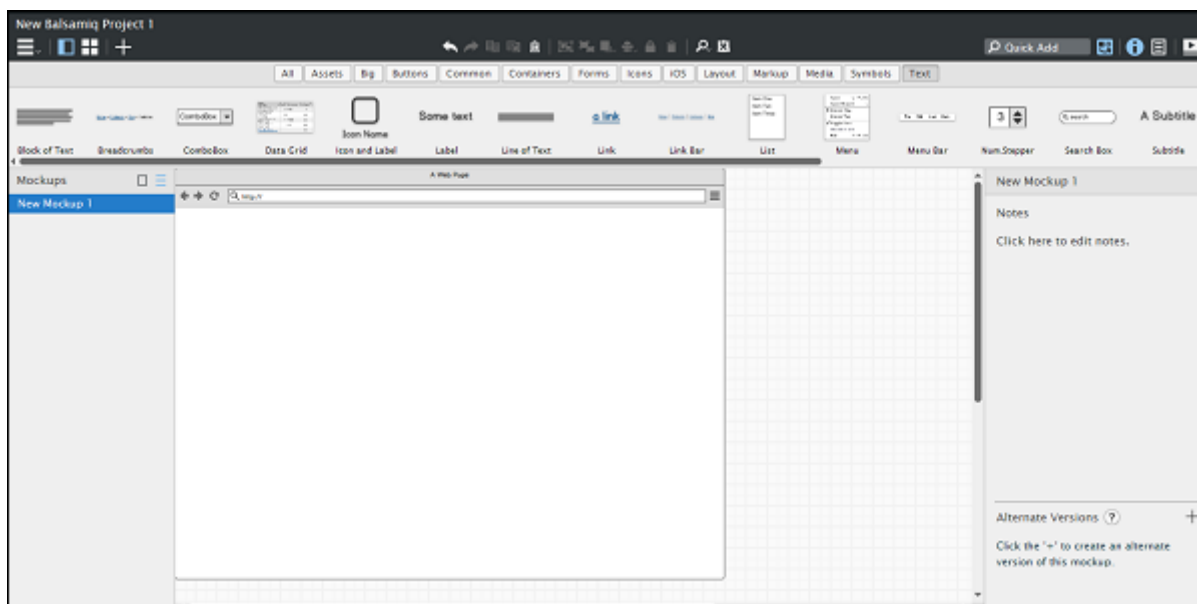 New Balsamiq Project 1
Quick Add
All Assets Big Buttons Common Containers Forms Icons iOS Layout Markup Media Symbols Text
ComboBox Some text a link 3 search A Subtitle
Icon Name
Block of Text Breadcrumbs ComboBox Data Grid Icon and Label Label Line of Text Link Link Bar List Menu Menu Bar Num.Stepper Search Box Subtitle
Mockups
A Web Page
New Mockup 1
New Mockup 1
http://
Notes
Click here to edit notes.
Alternate Versions ?
Click the '+' to create an alternate
version of this mockup.